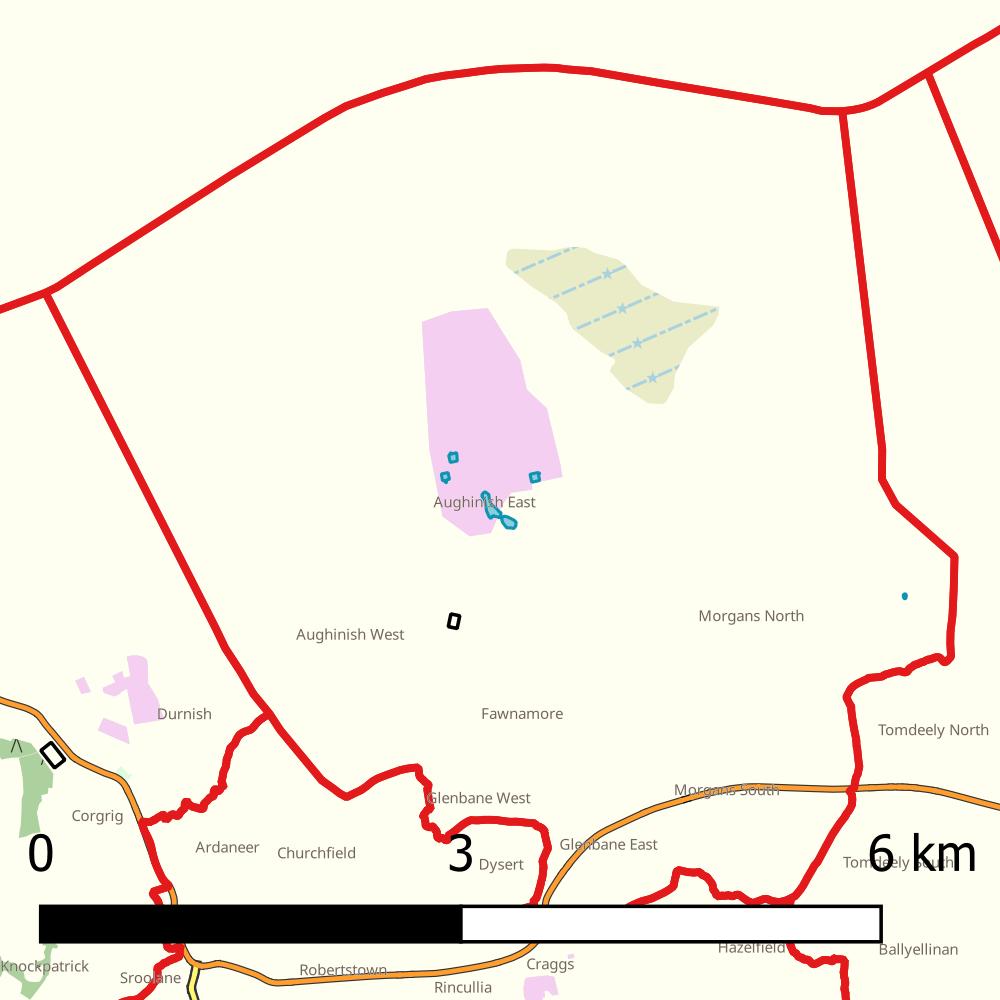 Aughinish East
Morgans North
Aughinish West
Durnish
Fawnamore
Tomdeely North
Morgans South
Glenbane West
Corgrig
Glenbane East
Ardaneer
Churchfield
Dysert
Tomdeely South
0
3
6 km
Hazelfield
Ballyellinan
Knockpatrick
Craggs
Robertstown
Sroolane
Rincullia